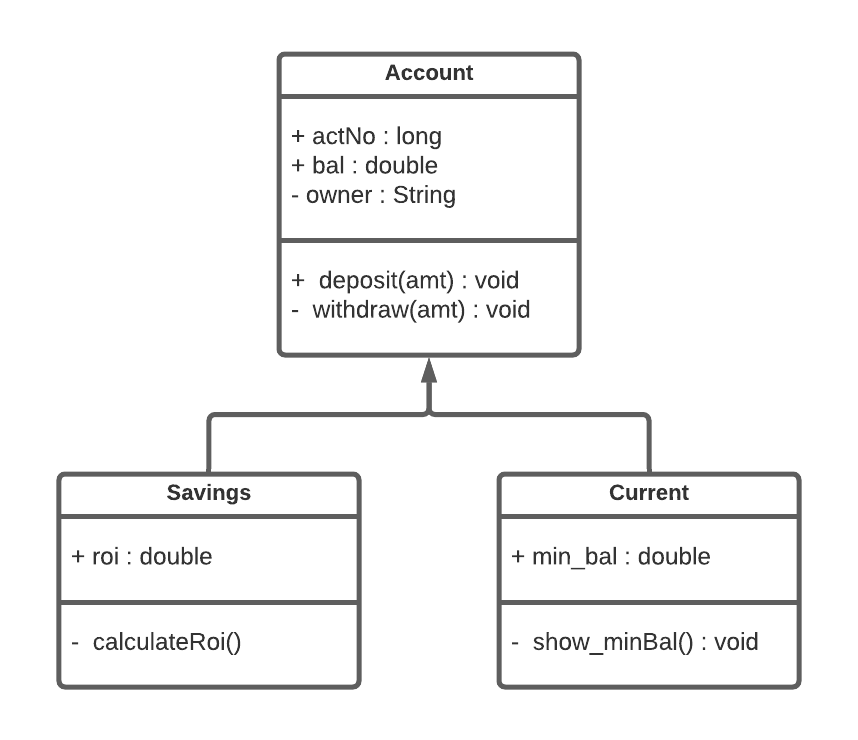 Account
+ actNo : long
+ bal : double
- owner : String
+  deposit(amt) : void
-  withdraw(amt) : void
Savings
+ roi : double
-  calculateRoi()
Current
+ min_bal : double
-  show_minBal() : void